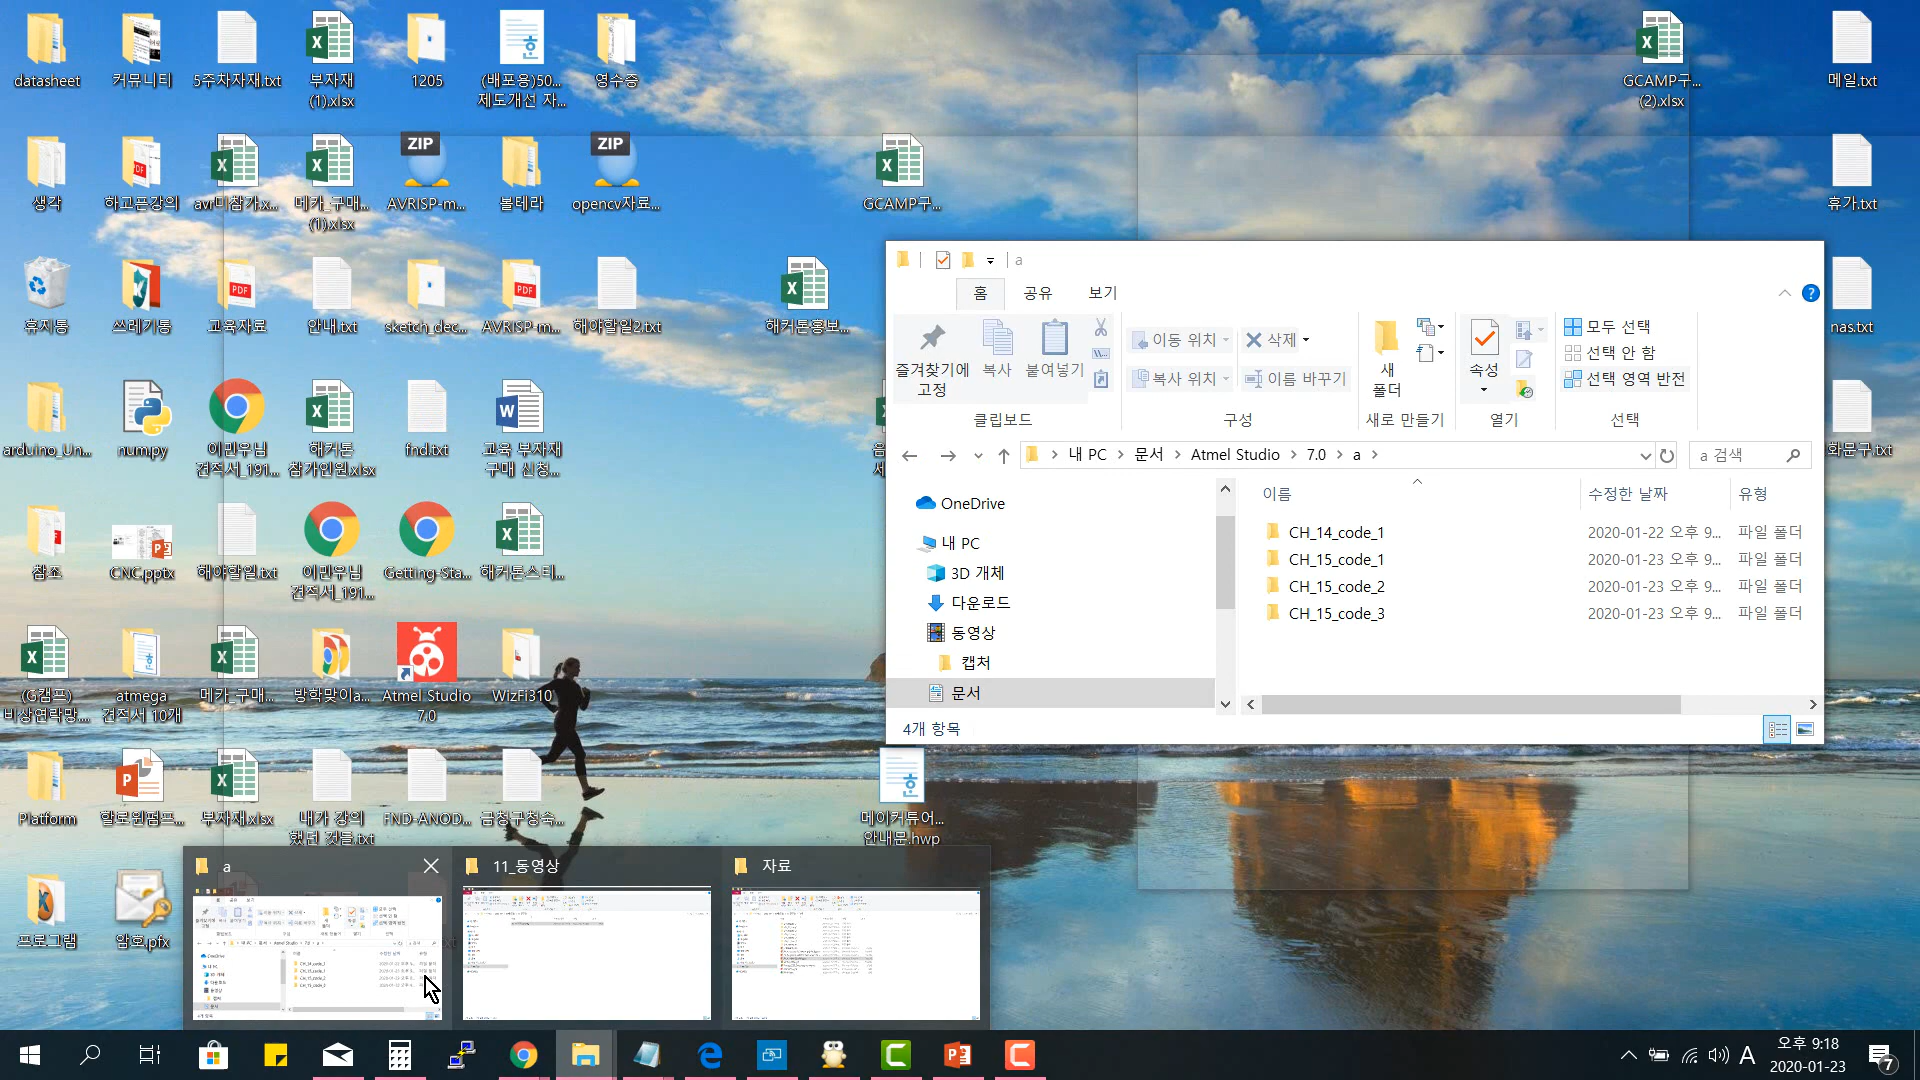 datasheet
커뮤니티
5주차자재.txt
부자재
(1).xlsx
1205
(배포용)50...
제도개선 자...
영수증
GCAMP구...
(2).xlsx
메일.txt
생각
하고픈강의
avr미참가.x...
메카_구매...
(1).xlsx
ZIP
AVRISP-m...
볼테라
ZIP
opencv자료...
GCAMP구...
휴가.txt
휴지통
쓰레기통
교육자료
안내.txt
sketch_dec...
AVRISP-m...
해야할일2.txt
해커톤홍보...
nas.txt
arduino_Un...
num.py
이민우님
견적서_191...
해커톤
참가인원.xlsx
fnd.txt
교육 부자재
구매 신청...
화문구.txt
참조
CNC.pptx
해야할일.txt
이민우님
견적서_191...
Getting-Sta...
해커톤-스티...
(G캠프)
비상연락망....
atmega
견적서 10개
메카_구매...
방학맞이a...
Atmel Studio
7.0
WizFi310
Platform
할로윈펌프...
부자재.xlsx
내가 강의
했던 것들.txt
FND-ANOD...
금청구청숙...
메이커튜어...
안내문.hwp
프로그램
암호.pfx
a
홈
공유
보기
즐겨찾기에
고정
복사
붙여넣기
클립보드
이동 위치
복사 위치
삭제
이름 바꾸기
구성
새
폴더
새로 만들기
속성
열기
모두 선택
선택 안 함
선택 영역 반전
선택
내 PC
문서
Atmel Studio
7.0
a
a 검색
OneDrive
내 PC
3D 개체
다운로드
동영상
캡처
문서
이름
수정한 날짜
유형
CH_14_code_1
2020-01-22 오후 9...
파일 폴더
CH_15_code_1
2020-01-23 오후 9...
파일 폴더
CH_15_code_2
2020-01-23 오후 9...
파일 폴더
CH_15_code_3
2020-01-23 오후 9...
파일 폴더
4개 항목
a
11_동영상
자료
A
오후 9:18
2020-01-23
7